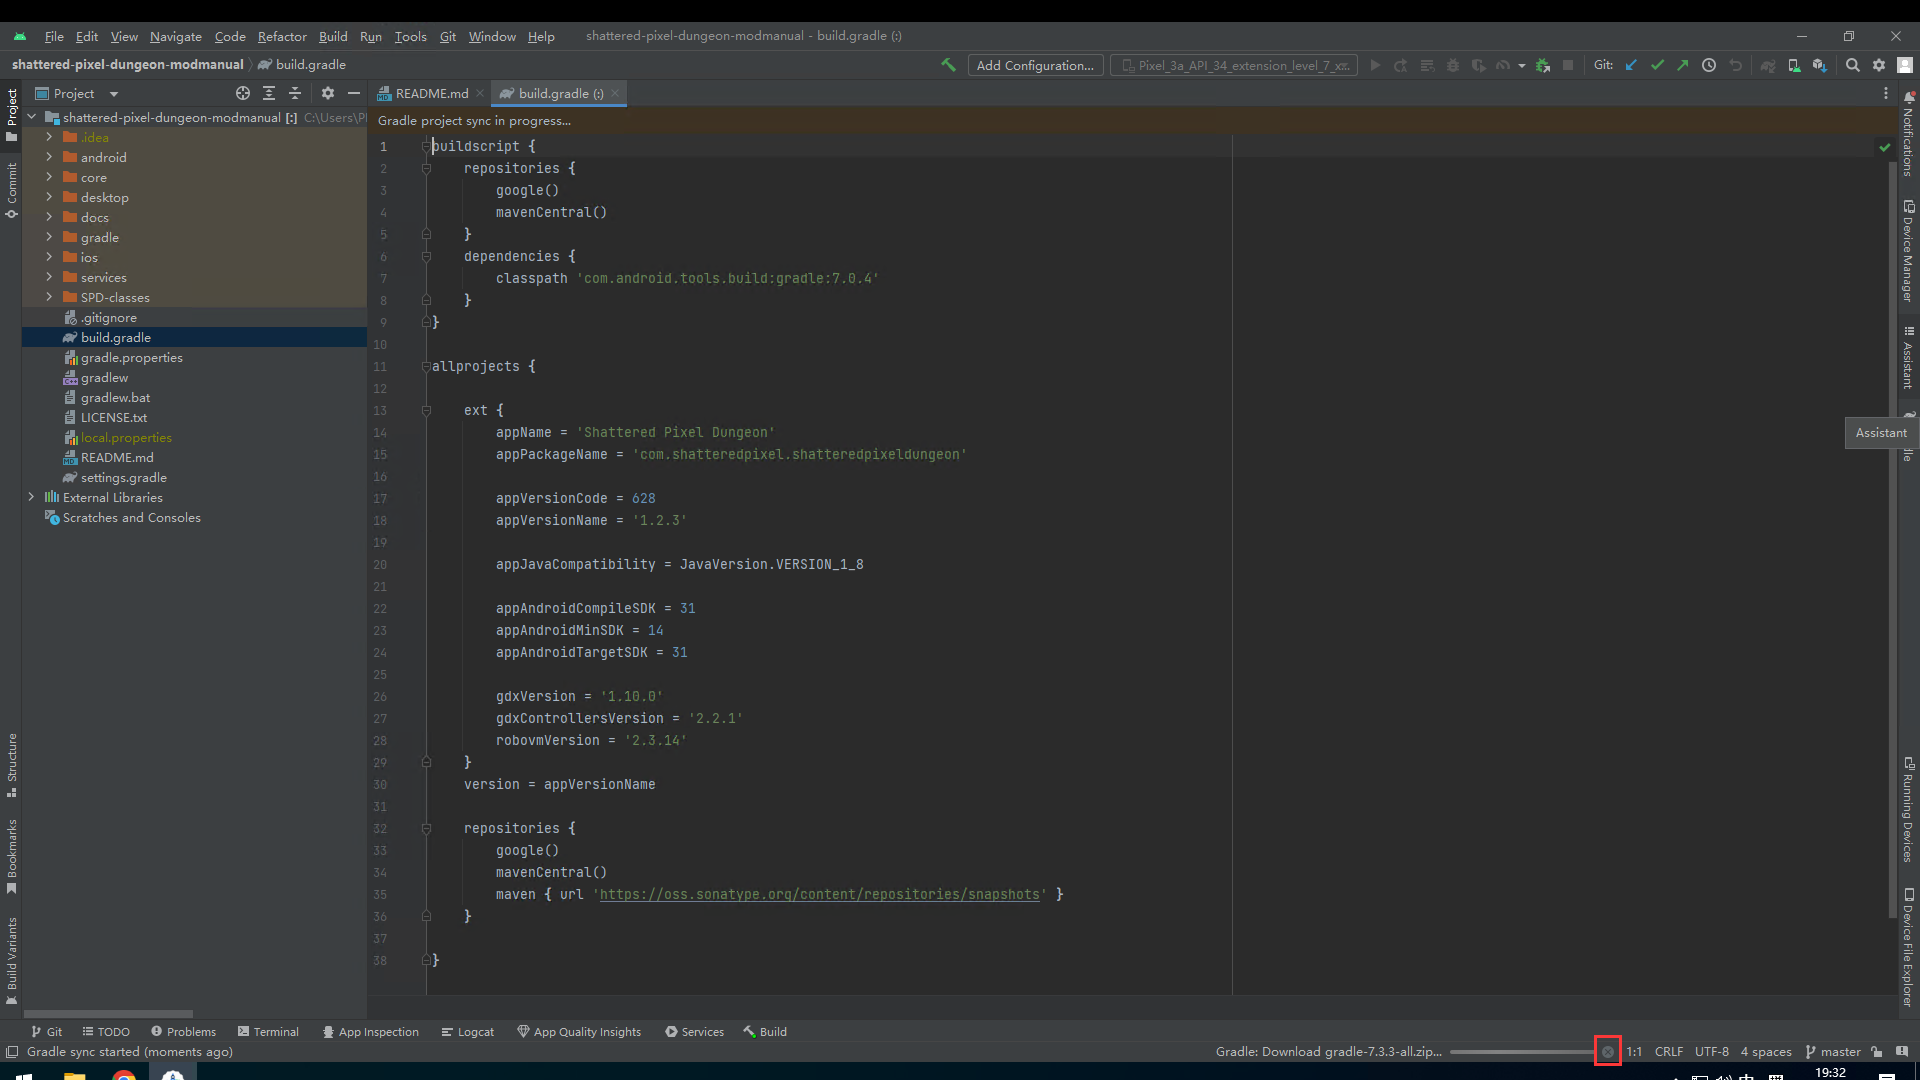 File Edit View Navigate Code Refactor Build Run Tools Git Window Help shattered-pixel-dungeon-modmanual - build.gradle (:)
shattered-pixel-dungeon-modmanual build.gradle Add Configuration... Pixel_3a_API_34_extension_level_7_x... Git:
Project README.md build.gradle (:)
shattered-pixel-dungeon-modmanual [:] C:\Users\P
Gradle project sync in progress...
.idea
android
core
desktop
docs
gradle
ios
services
SPD-classes
.gitignore
build.gradle
gradle.properties
gradlew
gradlew.bat
LICENSE.txt
local.properties
README.md
settings.gradle
External Libraries
Scratches and Consoles
1 buildscript {
2 repositories {
3 google()
4 mavenCentral()
5 }
6 dependencies {
7 classpath 'com.android.tools.build:gradle:7.0.4'
8 }
9 }
10
11 allprojects {
12
13 ext {
14 appName = 'Shattered Pixel Dungeon'
15 appPackageName = 'com.shatteredpixel.shatteredpixeldungeon'
16
17 appVersionCode = 628
18 appVersionName = '1.2.3'
19
20 appJavaCompatibility = JavaVersion.VERSION_1_8
21
22 appAndroidCompileSDK = 31
23 appAndroidMinSDK = 14
24 appAndroidTargetSDK = 31
25
26 gdxVersion = '1.10.0'
27 gdxControllersVersion = '2.2.1'
28 robovmVersion = '2.3.14'
29 }
30 version = appVersionName
31
32 repositories {
33 google()
34 mavenCentral()
35 maven { url 'https://oss.sonatype.org/content/repositories/snapshots' }
36 }
37
38 }
Project
Commit
Structure
Bookmarks
Build Variants
Notifications
Device Manager
Assistant
Assistant
Running Devices
Device File Explorer
Git TODO Problems Terminal App Inspection Logcat App Quality Insights Services Build
Gradle sync started (moments ago) Gradle: Download gradle-7.3.3-all.zip... 1:1 CRLF UTF-8 4 spaces master
中 19:32